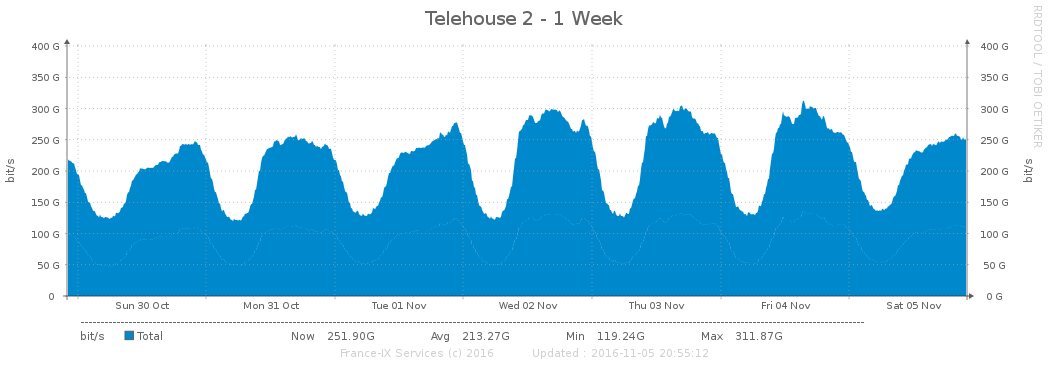 Telehouse 2 - 1 Week
RRDTOOL / TOBI OETIKER
bit/s
400 G
350 G
300 G
250 G
200 G
150 G
100 G
50 G
0
400 G
350 G
300 G
250 G
200 G
150 G
100 G
50 G
0 G
bit/s
Sun 30 Oct Mon 31 Oct Tue 01 Nov Wed 02 Nov Thu 03 Nov Fri 04 Nov Sat 05 Nov
bit/s Total Now 251.90G Avg 213.27G Min 119.24G Max 311.87G
France-IX Services (c) 2016 Updated : 2016-11-05 20:55:12